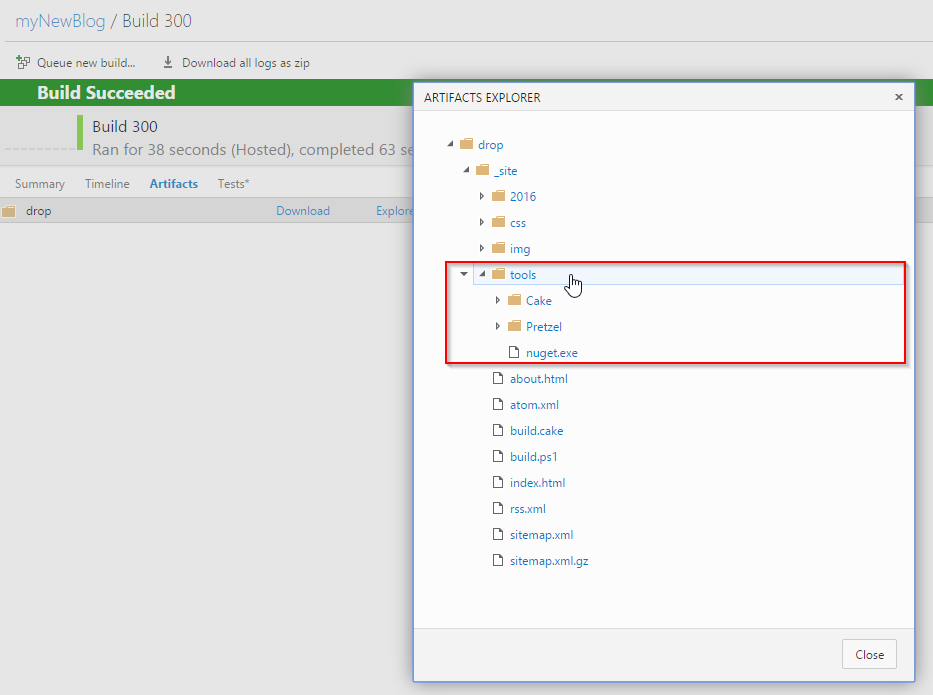 myNewBlog / Build 300
Queue new build... Download all logs as zip
Build Succeeded
Build 300
Ran for 38 seconds (Hosted), completed 63 se
Summary Timeline Artifacts Tests*
drop Download Explore
ARTIFACTS EXPLORER
drop
_site
2016
css
img
tools
Cake
Pretzel
nuget.exe
about.html
atom.xml
build.cake
build.ps1
index.html
rss.xml
sitemap.xml
sitemap.xml.gz
Close